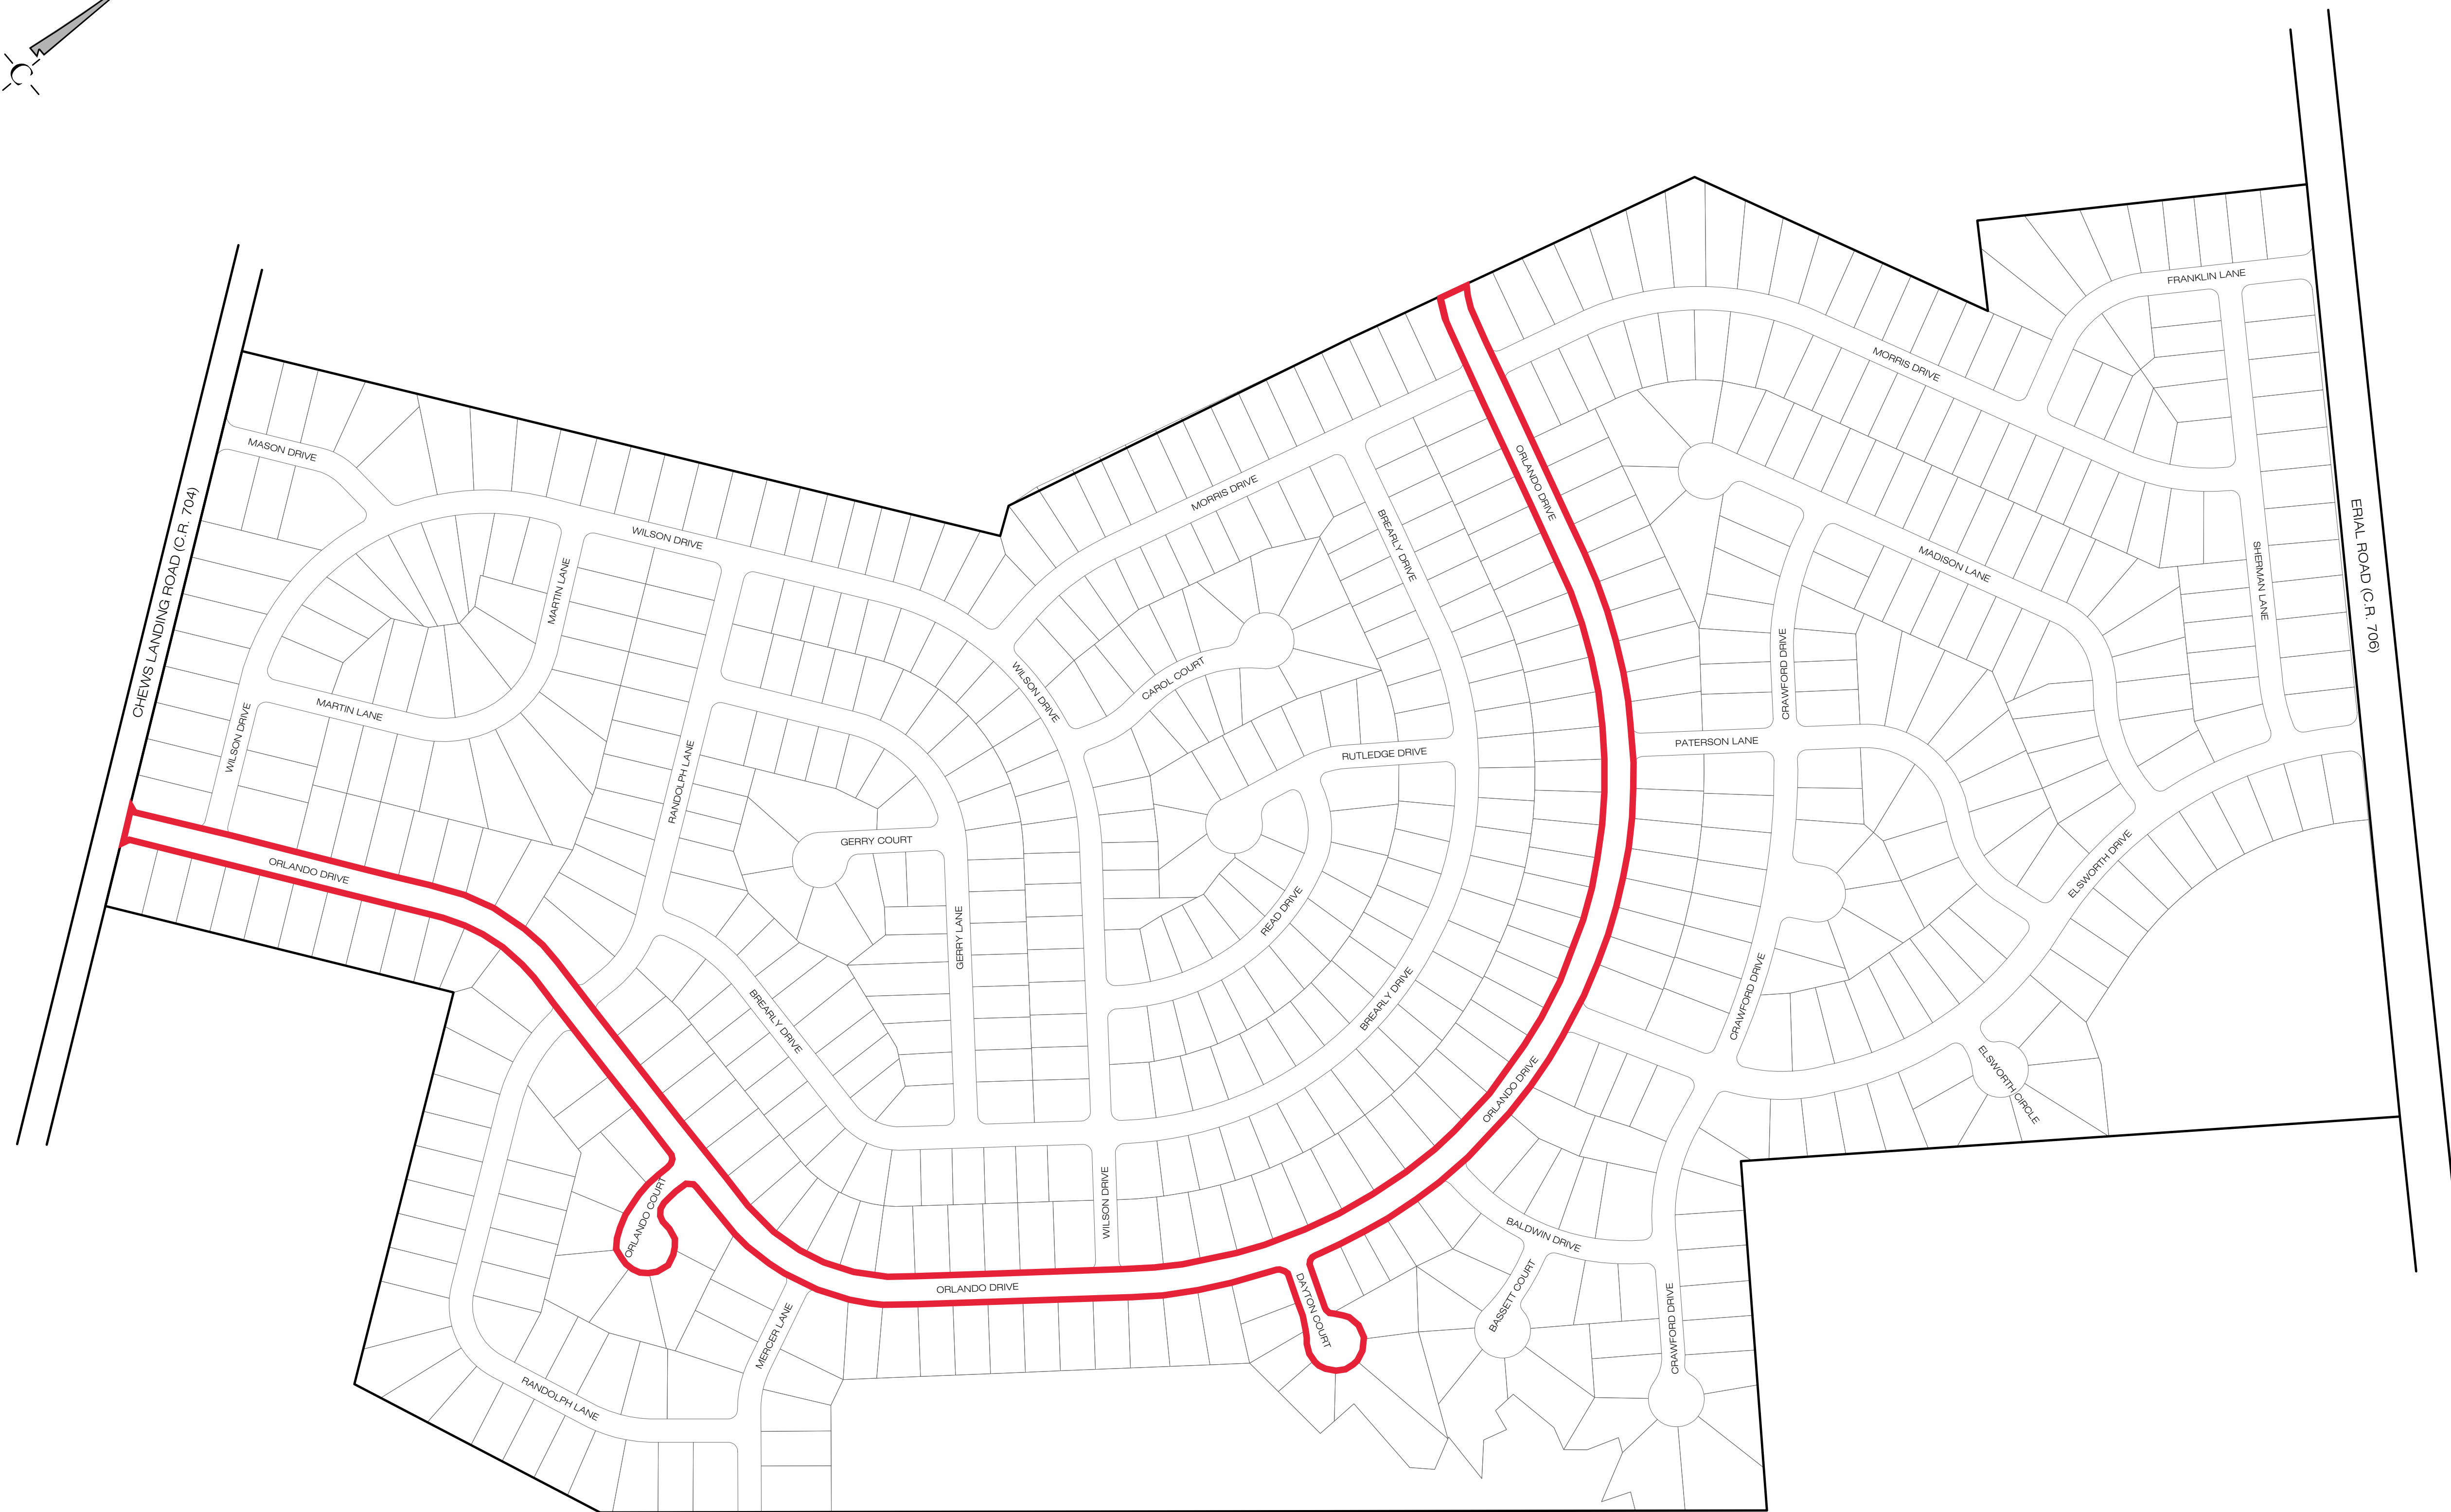 FRANKLIN LANE
MORRIS DRIVE
MASON DRIVE
CHEWS LANDING ROAD (C.R. 704)
WILSON DRIVE
MARTIN LANE
MORRIS DRIVE
BREARLY DRIVE
ORLANDO DRIVE
MADISON LANE
SHERMAN LANE
ERIAL ROAD (C.R. 706)
MARTIN LANE
WILSON DRIVE
RANDOLPH LANE
WILSON DRIVE
CAROL COURT
RUTLEDGE DRIVE
CRAWFORD DRIVE
PATERSON LANE
GERRY COURT
ORLANDO DRIVE
GERRY LANE
READ DRIVE
ELSWORTH DRIVE
BREARLY DRIVE
BREARLY DRIVE
CRAWFORD DRIVE
ORLANDO DRIVE
ELSWORTH CIRCLE
ORLANDO COURT
WILSON DRIVE
BALDWIN DRIVE
ORLANDO DRIVE
DAYTON COURT
BASSETT COURT
CRAWFORD DRIVE
MERCER LANE
RANDOLPH LANE